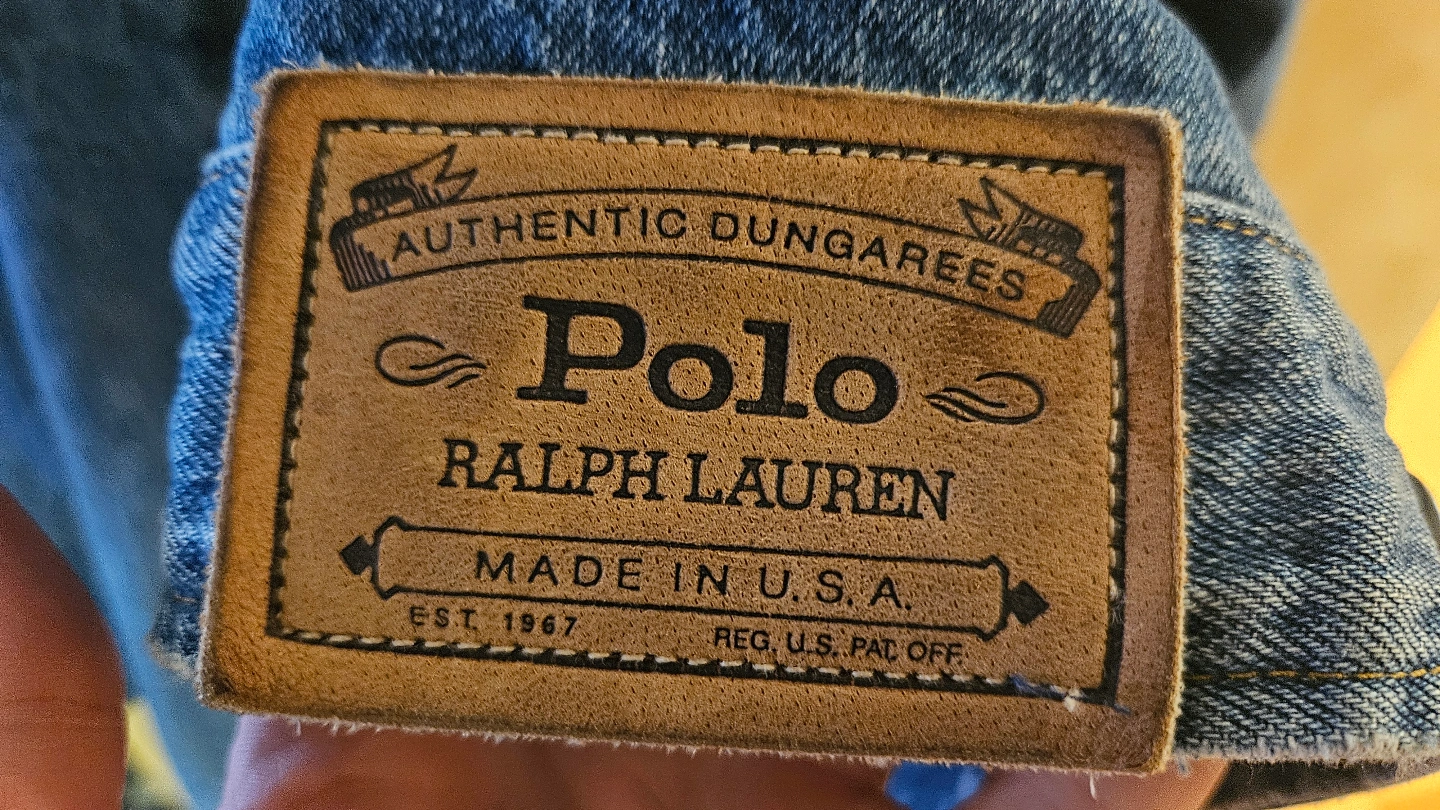 AUTHENTIC DUNGAREES
Polo
RALPH LAUREN
MADE IN U.S.A.
EST. 1967 REG. U.S. PAT. OFF.